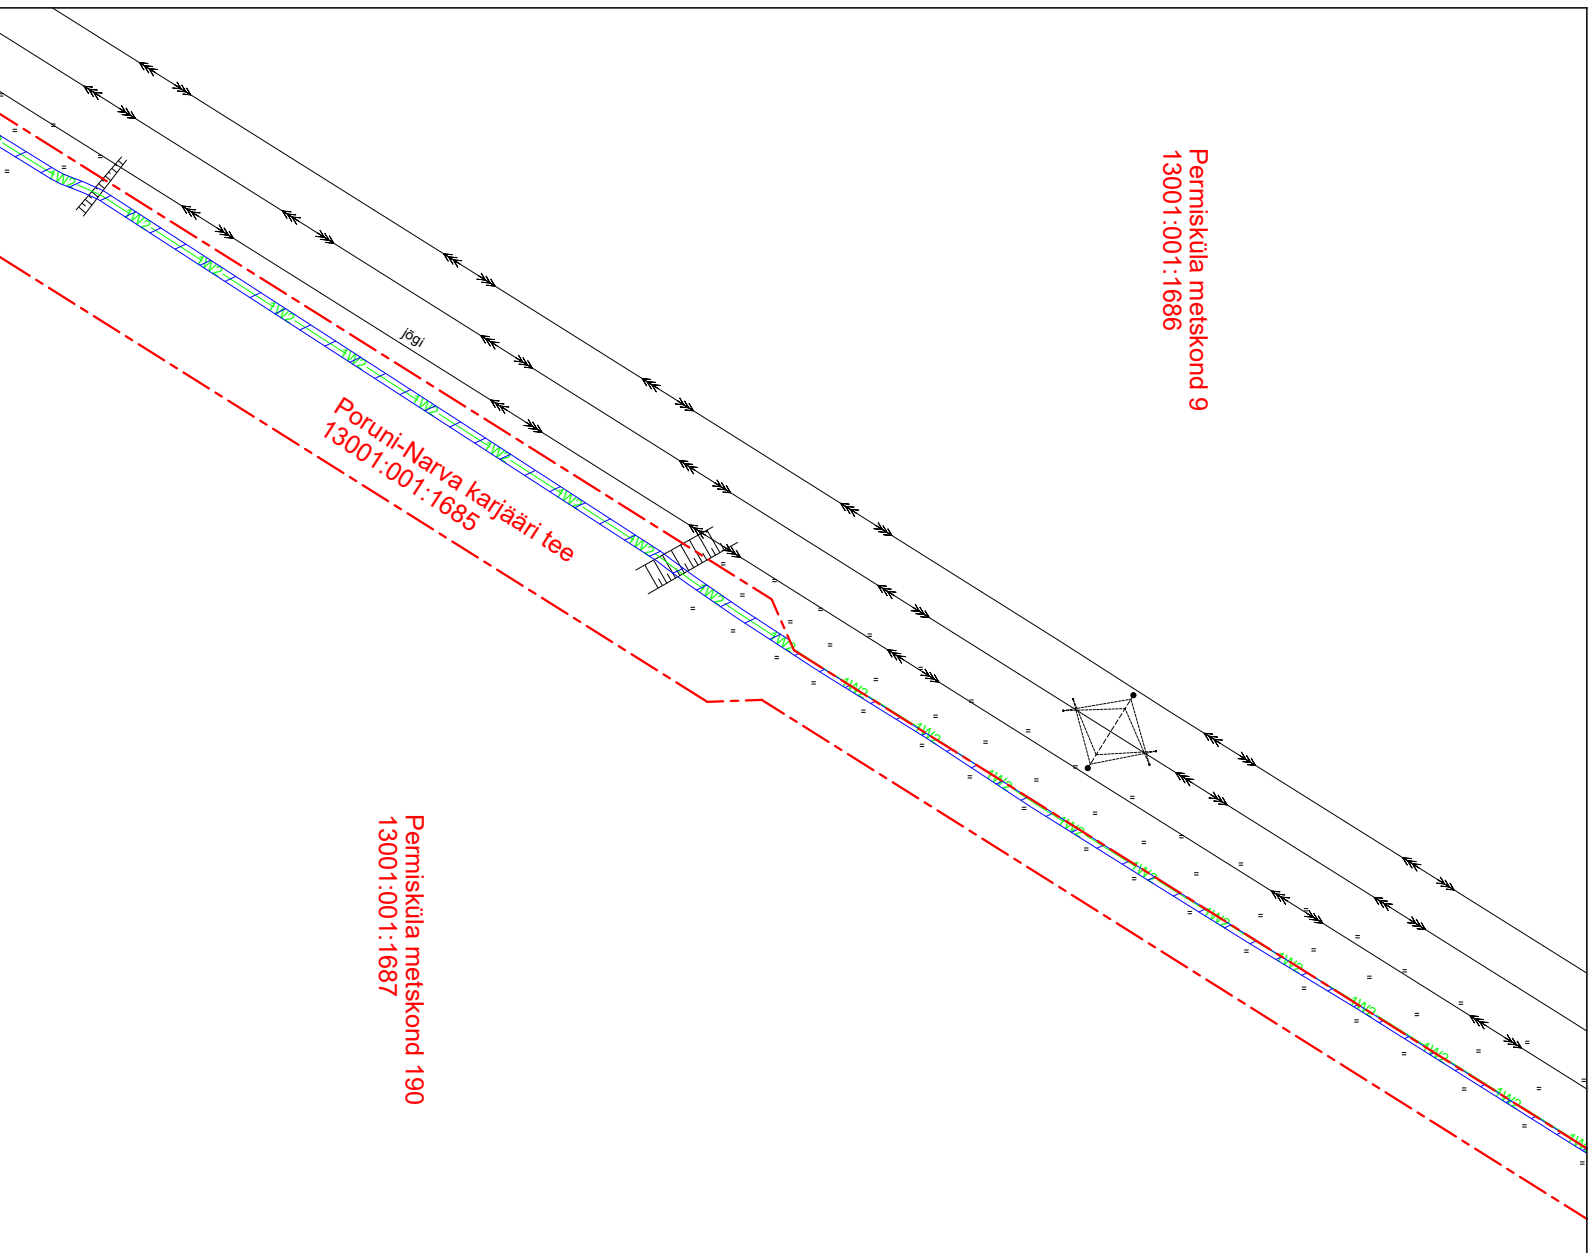 Permisküla metskond 9
13001:001:1686
jõgi
Poruni-Narva karjääri tee
13001:001:1685
Permisküla metskond 190
13001:001:1687